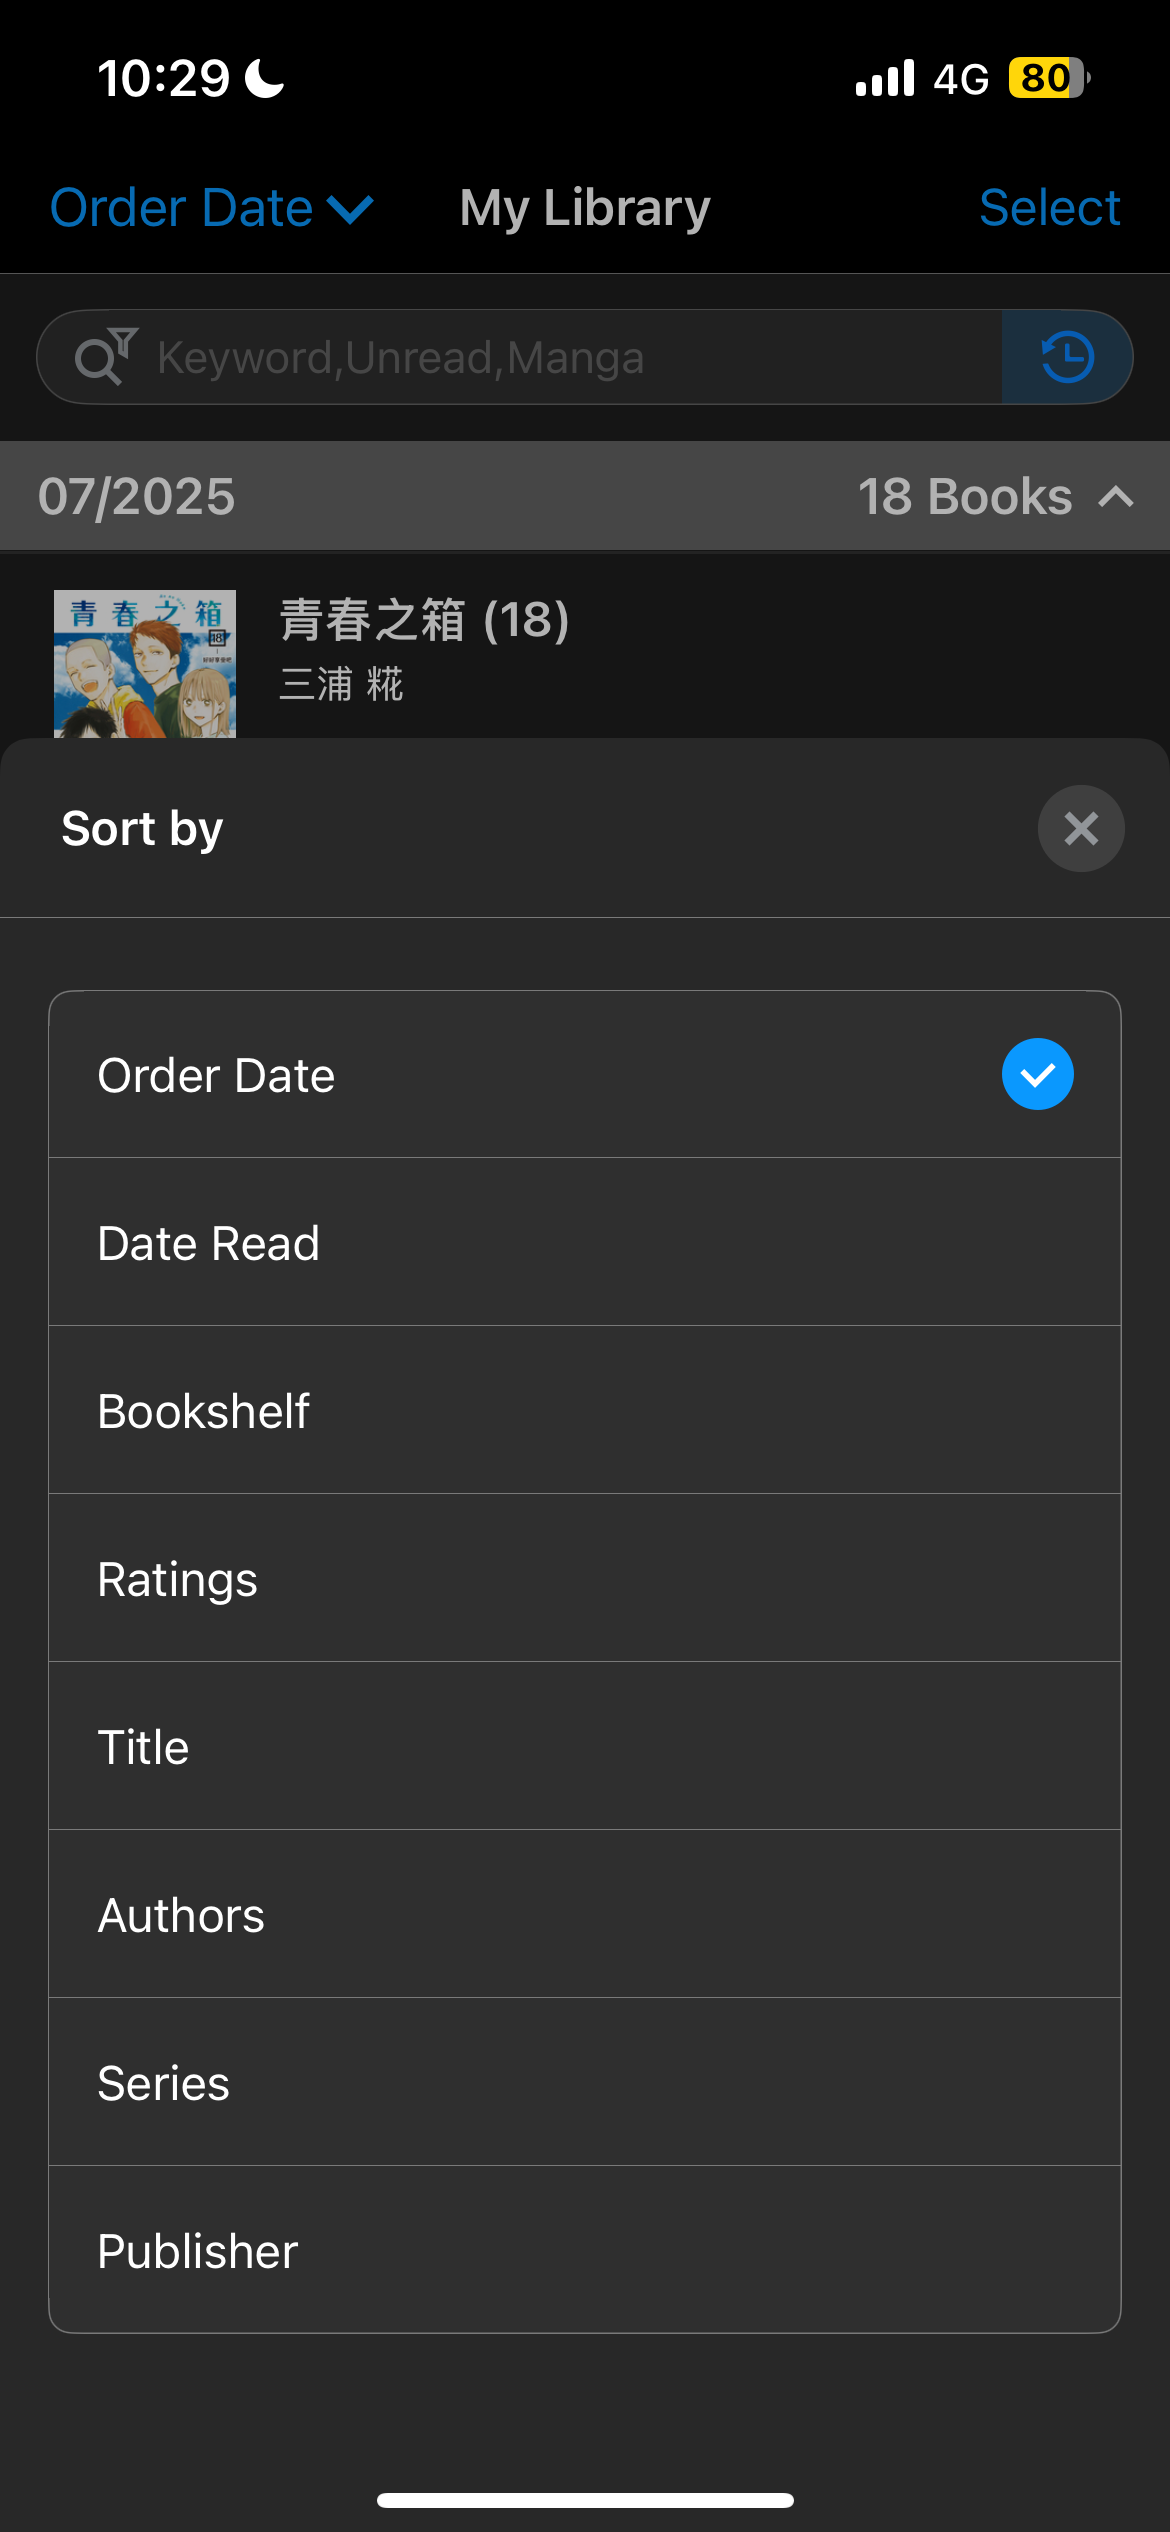 10:29
4G 80
Order Date My Library Select
Keyword,Unread,Manga
07/2025 18 Books
青春之箱
18
青春之箱 (18)
三浦 糀
Sort by
Order Date
Date Read
Bookshelf
Ratings
Title
Authors
Series
Publisher